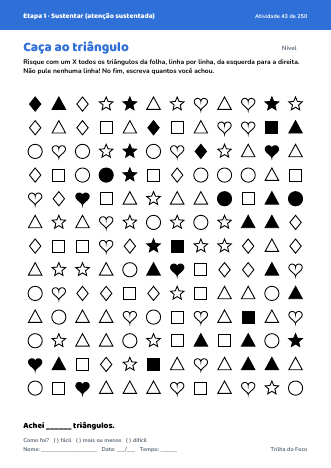 Etapa 1 · Sustentar (atenção sustentada)
Atividade 43 de 250
Caça ao triângulo
Nível
Risque com um X todos os triângulos da folha, linha por linha, da esquerda para a direita.
Não pule nenhuma linha! No fim, escreva quantos você achou.
Achei ______ triângulos.
Como foi? ( ) fácil ( ) mais ou menos ( ) difícil
Nome: ____________________ Data: ___/___ Tempo: ______
Trilha do Foco